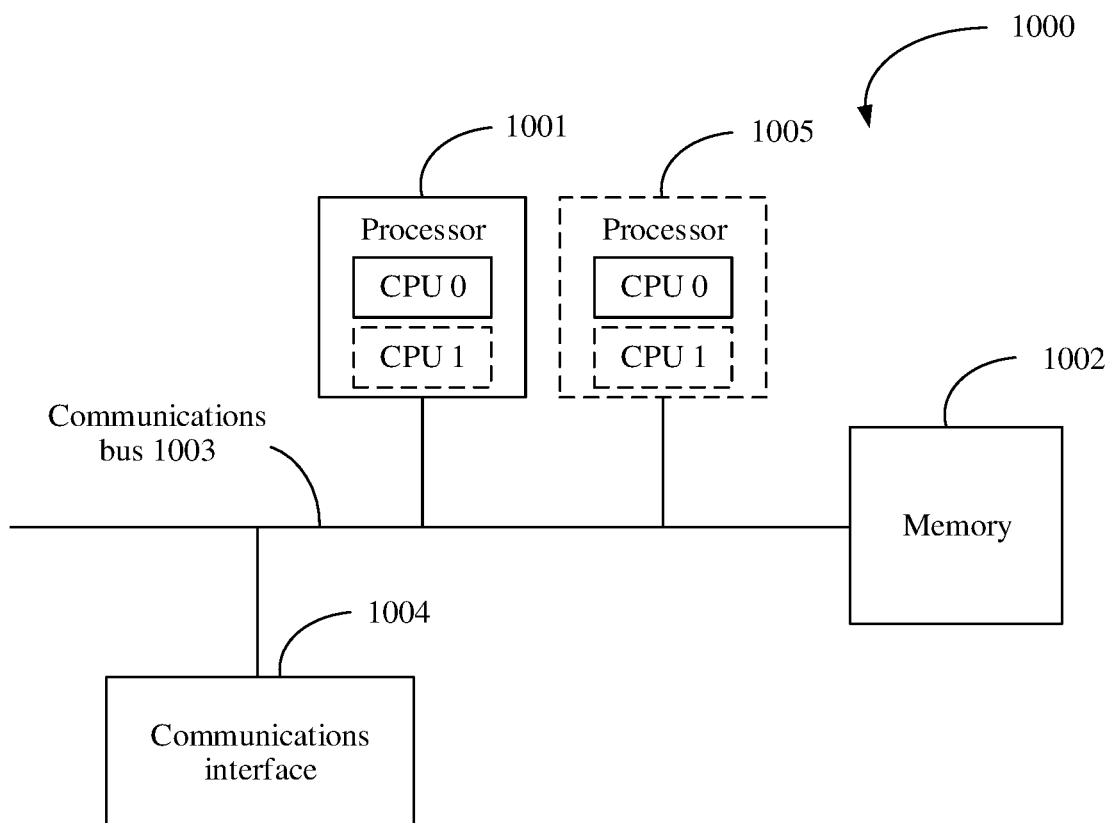 1000
1001
1005
Processor
Processor
CPU 0
CPU 0
CPU 1
CPU 1
1002
Communications
bus 1003
Memory
1004
Communications
interface